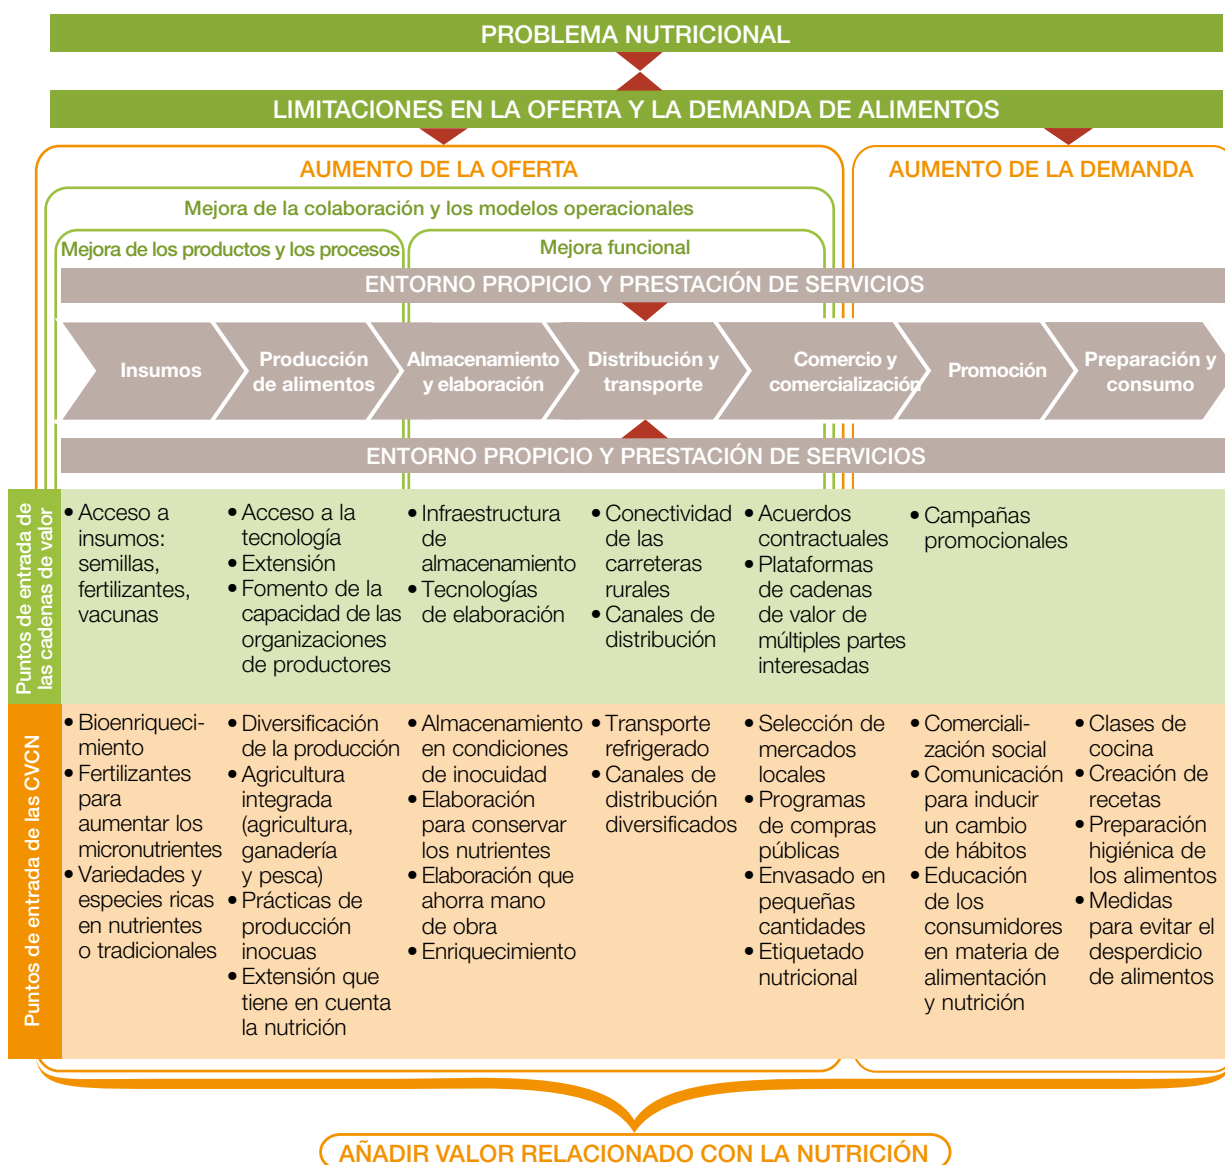 PROBLEMA NUTRICIONAL
LIMITACIONES EN LA OFERTA Y LA DEMANDA DE ALIMENTOS
AUMENTO DE LA OFERTA
AUMENTO DE LA DEMANDA
Mejora de la colaboración y los modelos operacionales
Mejora de los productos y los procesos
Mejora funcional
ENTORNO PROPICIO Y PRESTACIÓN DE SERVICIOS
Insumos
Producción
de alimentos
Almacenamiento
y elaboración
Distribución y
transporte
Comercio y
comercialización
Promoción
Preparación y
consumo
ENTORNO PROPICIO Y PRESTACIÓN DE SERVICIOS
Puntos de entrada de
las cadenas de valor
• Acceso a
insumos:
semillas,
fertilizantes,
vacunas
• Acceso a la
tecnología
• Extensión
• Fomento de la
capacidad de las
organizaciones
de productores
• Infraestructura
de
almacenamiento
• Tecnologías
de elaboración
• Conectividad
de las
carreteras
rurales
• Canales de
distribución
• Acuerdos
contractuales
• Plataformas
de cadenas
de valor de
múltiples partes
interesadas
• Campañas
promocionales
Puntos de entrada de las CVCN
• Bioenriqueci-
miento
• Fertilizantes
para
aumentar los
micronutrientes
• Variedades y
especies ricas
en nutrientes
o tradicionales
• Diversificación
de la producción
• Agricultura
integrada
(agricultura,
ganadería
y pesca)
• Prácticas de
producción
inocuas
• Extensión que
tiene en cuenta
la nutrición
• Almacenamiento
en condiciones
de inocuidad
• Elaboración
para conservar
los nutrientes
• Elaboración que
ahorra mano
de obra
• Enriquecimiento
• Transporte
refrigerado
• Canales de
distribución
diversificados
• Selección de
mercados
locales
• Programas
de compras
públicas
• Envasado en
pequeñas
cantidades
• Etiquetado
nutricional
• Comerciali-
zación social
• Comunicación
para inducir
un cambio
de hábitos
• Educación
de los
consumidores
en materia de
alimentación
y nutrición
• Clases de
cocina
• Creación de
recetas
• Preparación
higiénica de
los alimentos
• Medidas
para evitar el
desperdicio
de alimentos
AÑADIR VALOR RELACIONADO CON LA NUTRICIÓN